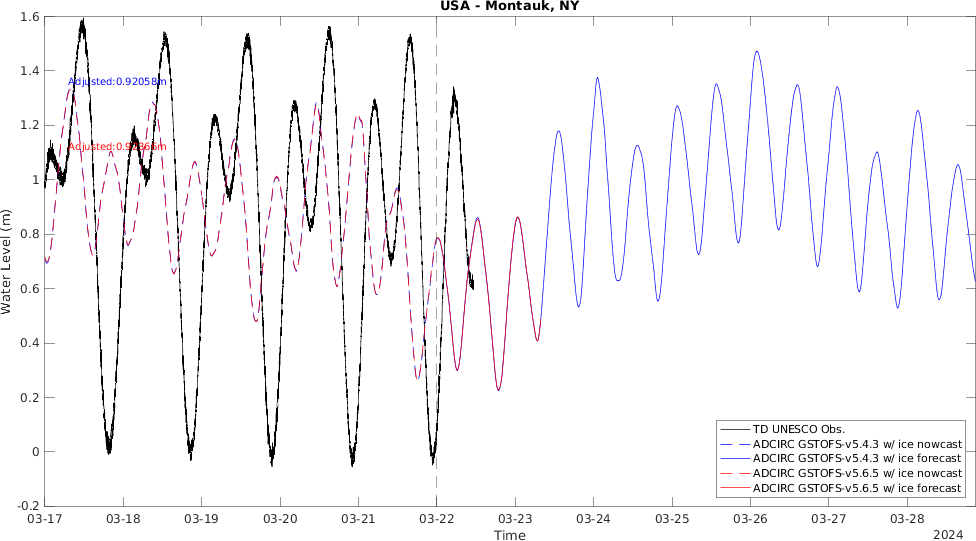 USA - Montauk, NY
1.6
1.4
1.2
1
0.8
0.6
0.4
0.2
0
-0.2
Water Level (m)
Adjusted:0.92058m
03-17 03-18 03-19 03-20 03-21 03-22 03-23 03-24 03-25 03-26 03-27 03-28
Time
2024
TD UNESCO Obs.
ADCIRC GSTOFS-v5.4.3 w/ ice nowcast
ADCIRC GSTOFS-v5.4.3 w/ ice forecast
ADCIRC GSTOFS-v5.6.5 w/ ice nowcast
ADCIRC GSTOFS-v5.6.5 w/ ice forecast